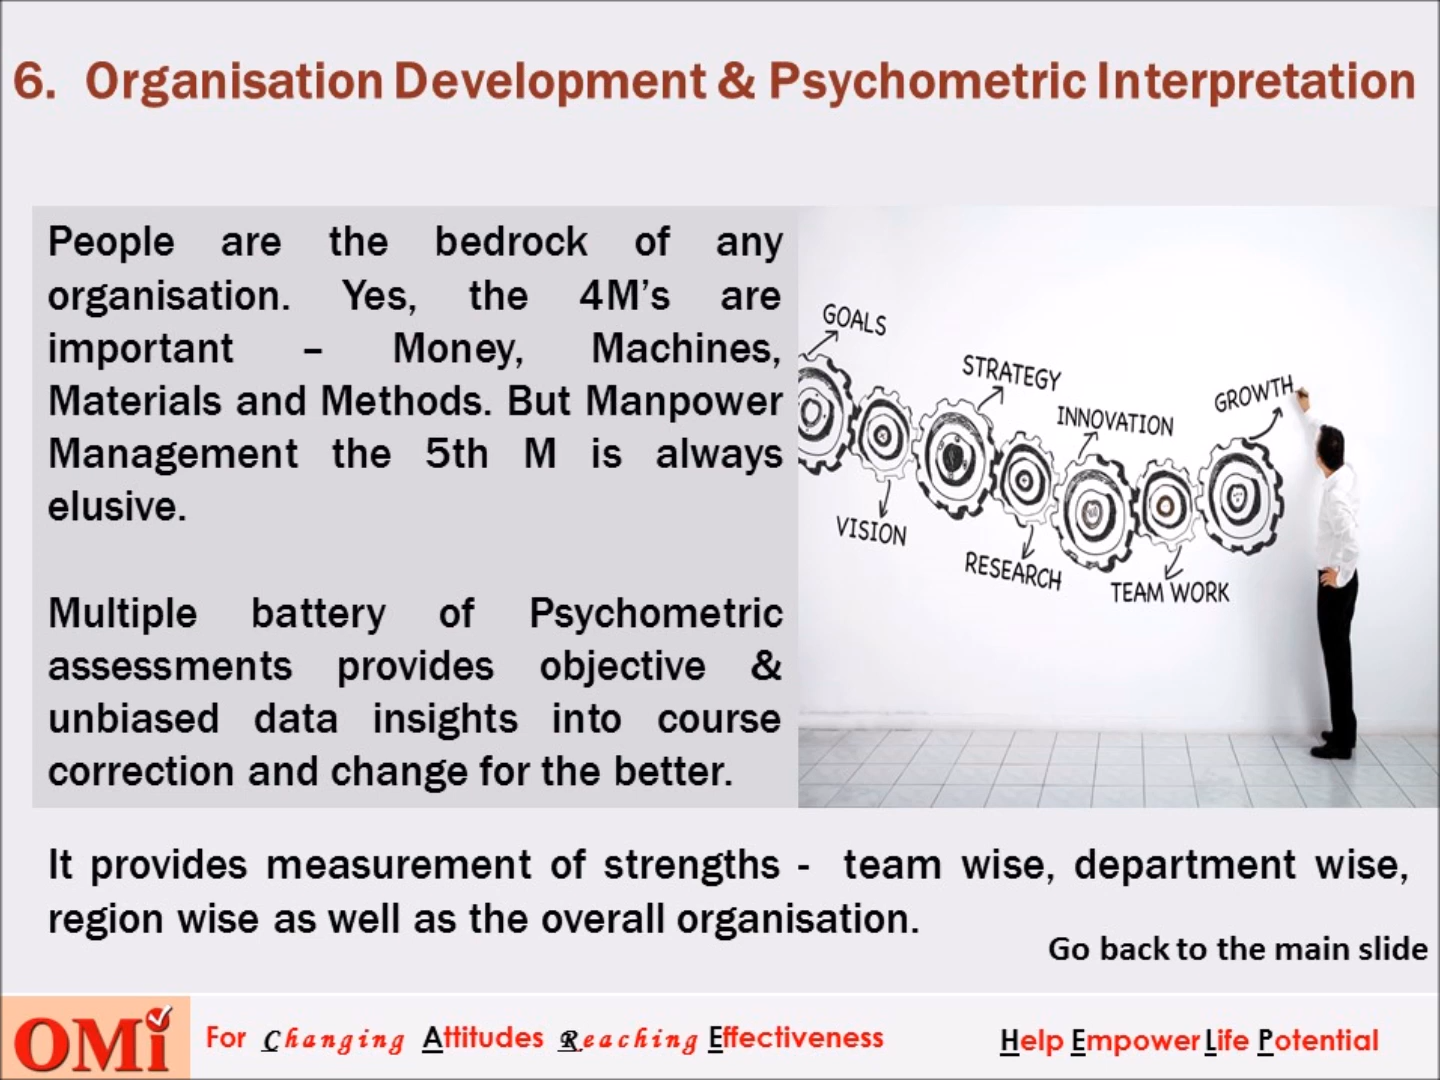 6. Organisation Development & Psychometric Interpretation
People are the bedrock of any
organisation. Yes, the 4M's are
important – Money, Machines,
Materials and Methods. But Manpower
Management the 5th M is always
elusive.
Multiple battery of Psychometric
assessments provides objective &
unbiased data insights into course
correction and change for the better.
GOALS
STRATEGY
GROWTH
INNOVATION
VISION
RESEARCH
TEAM WORK
It provides measurement of strengths - team wise, department wise,
region wise as well as the overall organisation.
Go back to the main slide
OMi
For Changing Attitudes Reaching Effectiveness
Help Empower Life Potential